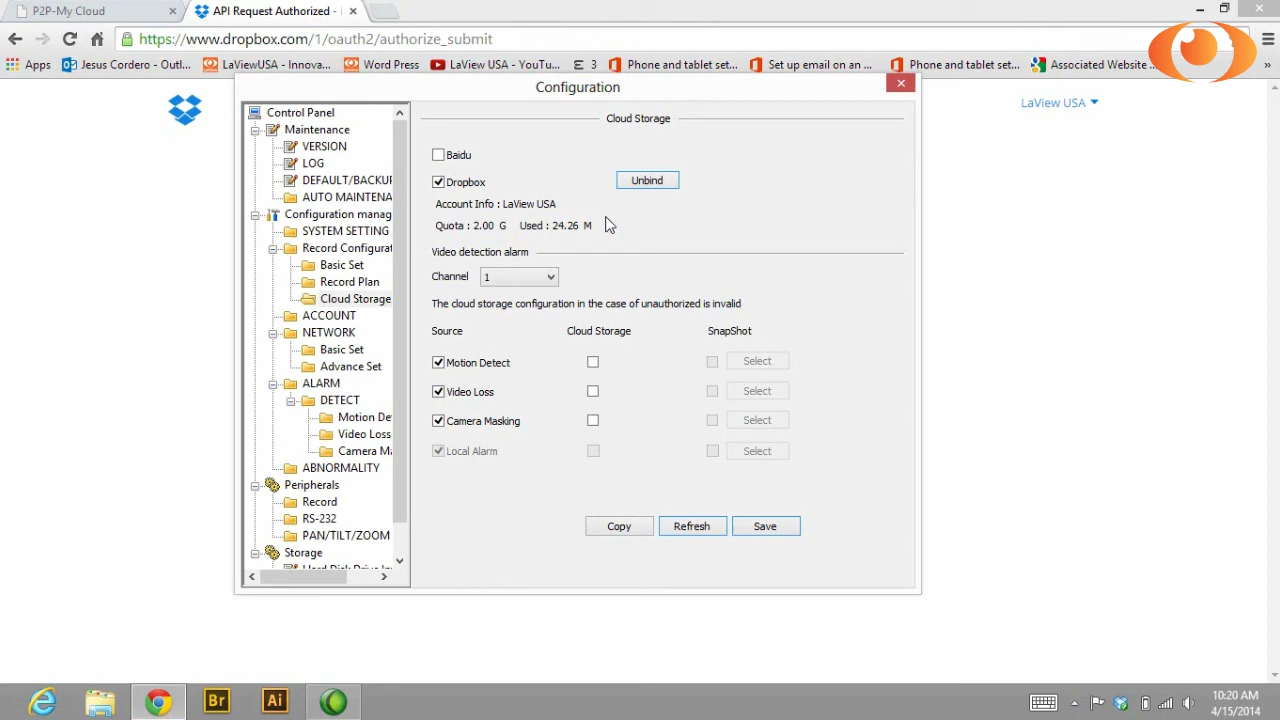 P2P-My Cloud
API Request Authorized -
https://www.dropbox.com/1/oauth2/authorize_submit
Apps
Jesus Cordero - Outl...
LaViewUSA - Innova...
Word Press
LaView USA - YouTu...
3
Phone and tablet set...
Set up email on an ...
Phone and tablet set...
Associated Website
»
LaView USA
Configuration
Control Panel
Maintenance
VERSION
LOG
DEFAULT/BACKUP
AUTO MAINTENA
Configuration manag
SYSTEM SETTING
Record Configurat
Basic Set
Record Plan
Cloud Storage
ACCOUNT
NETWORK
Basic Set
Advance Set
ALARM
DETECT
Motion De
Video Loss
Camera Ma
ABNORMALITY
Peripherals
Record
RS-232
PAN/TILT/ZOOM
Storage
Cloud Storage
Baidu
Dropbox
Unbind
Account Info : LaView USA
Quota : 2.00 G Used : 24.26 M
Video detection alarm
Channel 1
The cloud storage configuration in the case of unauthorized is invalid
Source Cloud Storage SnapShot
Motion Detect Select
Video Loss Select
Camera Masking Select
Local Alarm Select
Copy Refresh Save
Br
Ai
10:20 AM
4/15/2014